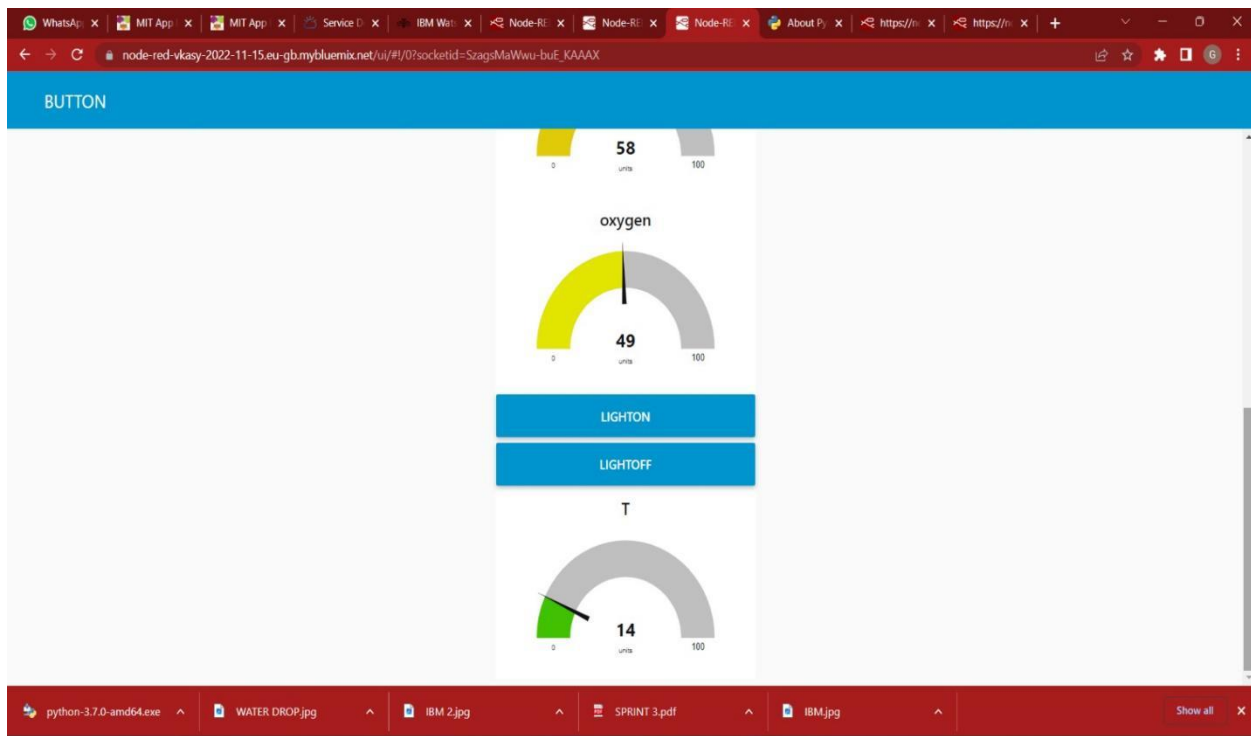 WhatsAp
MIT App
MIT App
Service D
IBM Wats
Node-RE
Node-RE
Node-RE
About Py
https://no
https://no
node-red-vkasy-2022-11-15.eu-gb.mybluemix.net/ui/#!/0?socketid=SzagsMaWwu-buE_KAAAX
G
BUTTON
58
0 units 100
oxygen
49
0 units 100
LIGHTON
LIGHTOFF
T
14
0 units 100
python-3.7.0-amd64.exe
WATER DROP.jpg
IBM 2.jpg
SPRINT 3.pdf
IBM.jpg
Show all